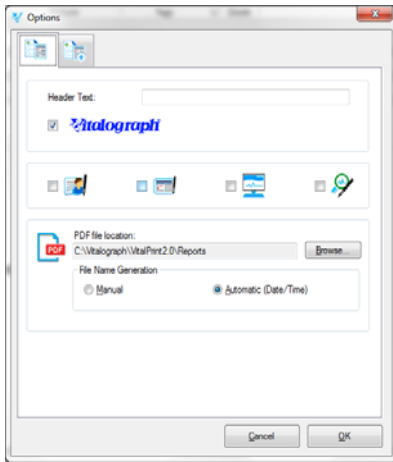 Options
Header Text:
Vitalograph
PDF
PDF file location:
C:\Vitalograph\VitalPrint2.0\Reports
Browse...
File Name Generation
Manual
Automatic (Date/Time)
Cancel
OK